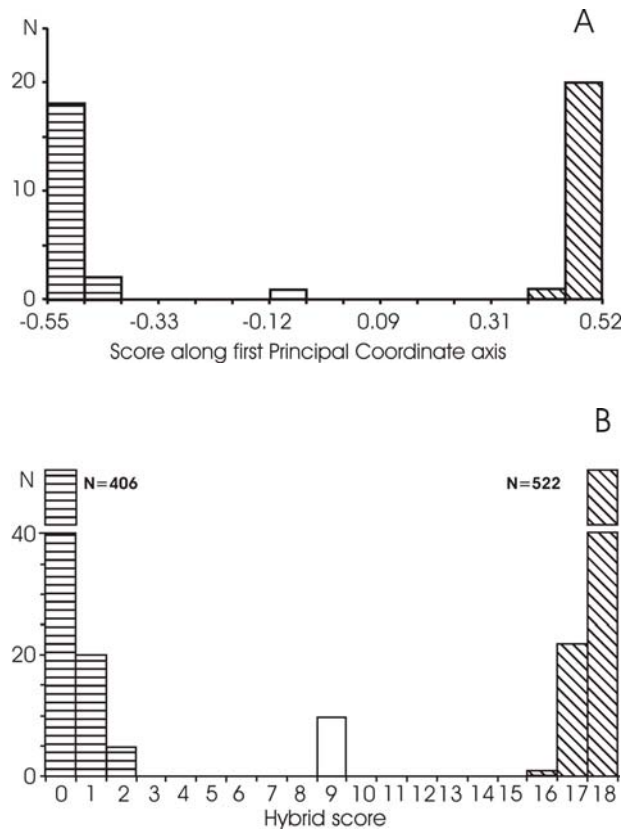 N
A
20
10
0
-0.55 -0.33 -0.12 0.09 0.31 0.52
Score along first Principal Coordinate axis
B
N
N=406 N=522
40
20
0
0 1 2 3 4 5 6 7 8 9 10 11 12 13 14 15 16 17 18
Hybrid score